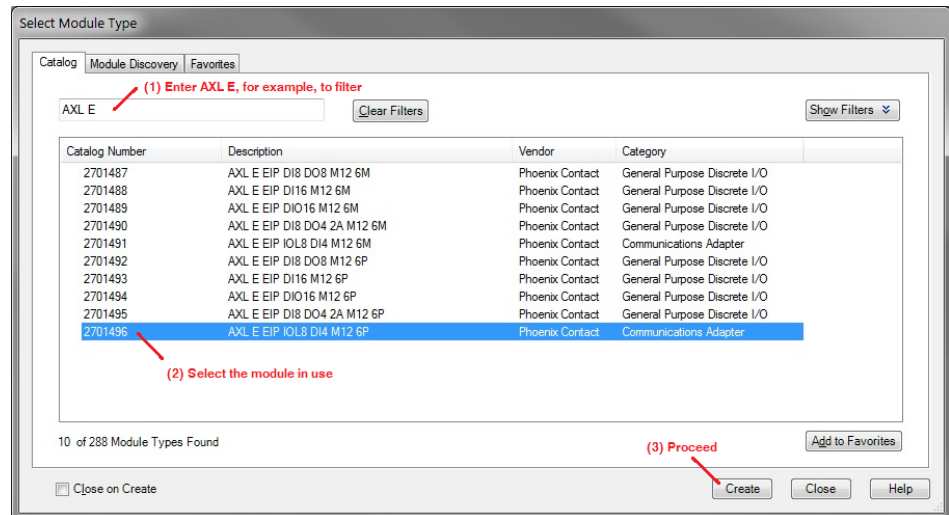 Select Module Type
Catalog Module Discovery Favorites
(1) Enter AXL E, for example, to filter
AXL E Clear Filters Show Filters
Catalog Number Description Vendor Category
2701487 AXL E EIP DI8 DO8 M12 6M Phoenix Contact General Purpose Discrete I/O
2701488 AXL E EIP DI16 M12 6M Phoenix Contact General Purpose Discrete I/O
2701489 AXL E EIP DIO16 M12 6M Phoenix Contact General Purpose Discrete I/O
2701490 AXL E EIP DI8 DO4 2A M12 6M Phoenix Contact General Purpose Discrete I/O
2701491 AXL E EIP IOL8 DI4 M12 6M Phoenix Contact Communications Adapter
2701492 AXL E EIP DI8 DO8 M12 6P Phoenix Contact General Purpose Discrete I/O
2701493 AXL E EIP DI16 M12 6P Phoenix Contact General Purpose Discrete I/O
2701494 AXL E EIP DIO16 M12 6P Phoenix Contact General Purpose Discrete I/O
2701495 AXL E EIP DI8 DO4 2A M12 6P Phoenix Contact General Purpose Discrete I/O
2701496 AXL E EIP IOL8 DI4 M12 6P Phoenix Contact Communications Adapter
(2) Select the module in use
10 of 288 Module Types Found Add to Favorites
(3) Proceed
Close on Create Create Close Help